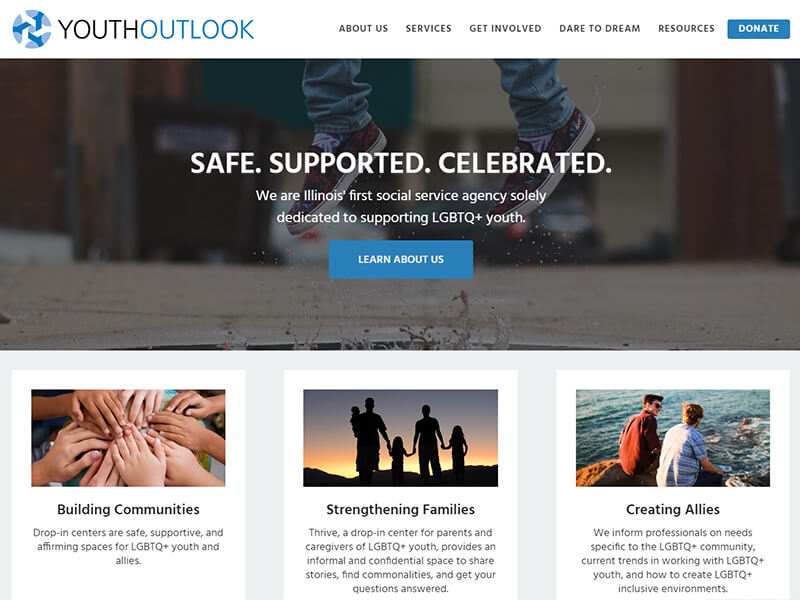 YOUTHOUTLOOK
ABOUT US SERVICES GET INVOLVED DARE TO DREAM RESOURCES DONATE
SAFE. SUPPORTED. CELEBRATED.
We are Illinois' first social service agency solely
dedicated to supporting LGBTQ+ youth.
LEARN ABOUT US
Building Communities
Drop-in centers are safe, supportive, and
affirming spaces for LGBTQ+ youth and
allies.
Strengthening Families
Thrive, a drop-in center for parents and
caregivers of LGBTQ+ youth, provides an
informal and confidential space to share
stories, find commonalities, and get your
questions answered.
Creating Allies
We inform professionals on needs
specific to the LGBTQ+ community,
current trends in working with LGBTQ+
youth, and how to create LGBTQ+
inclusive environments.